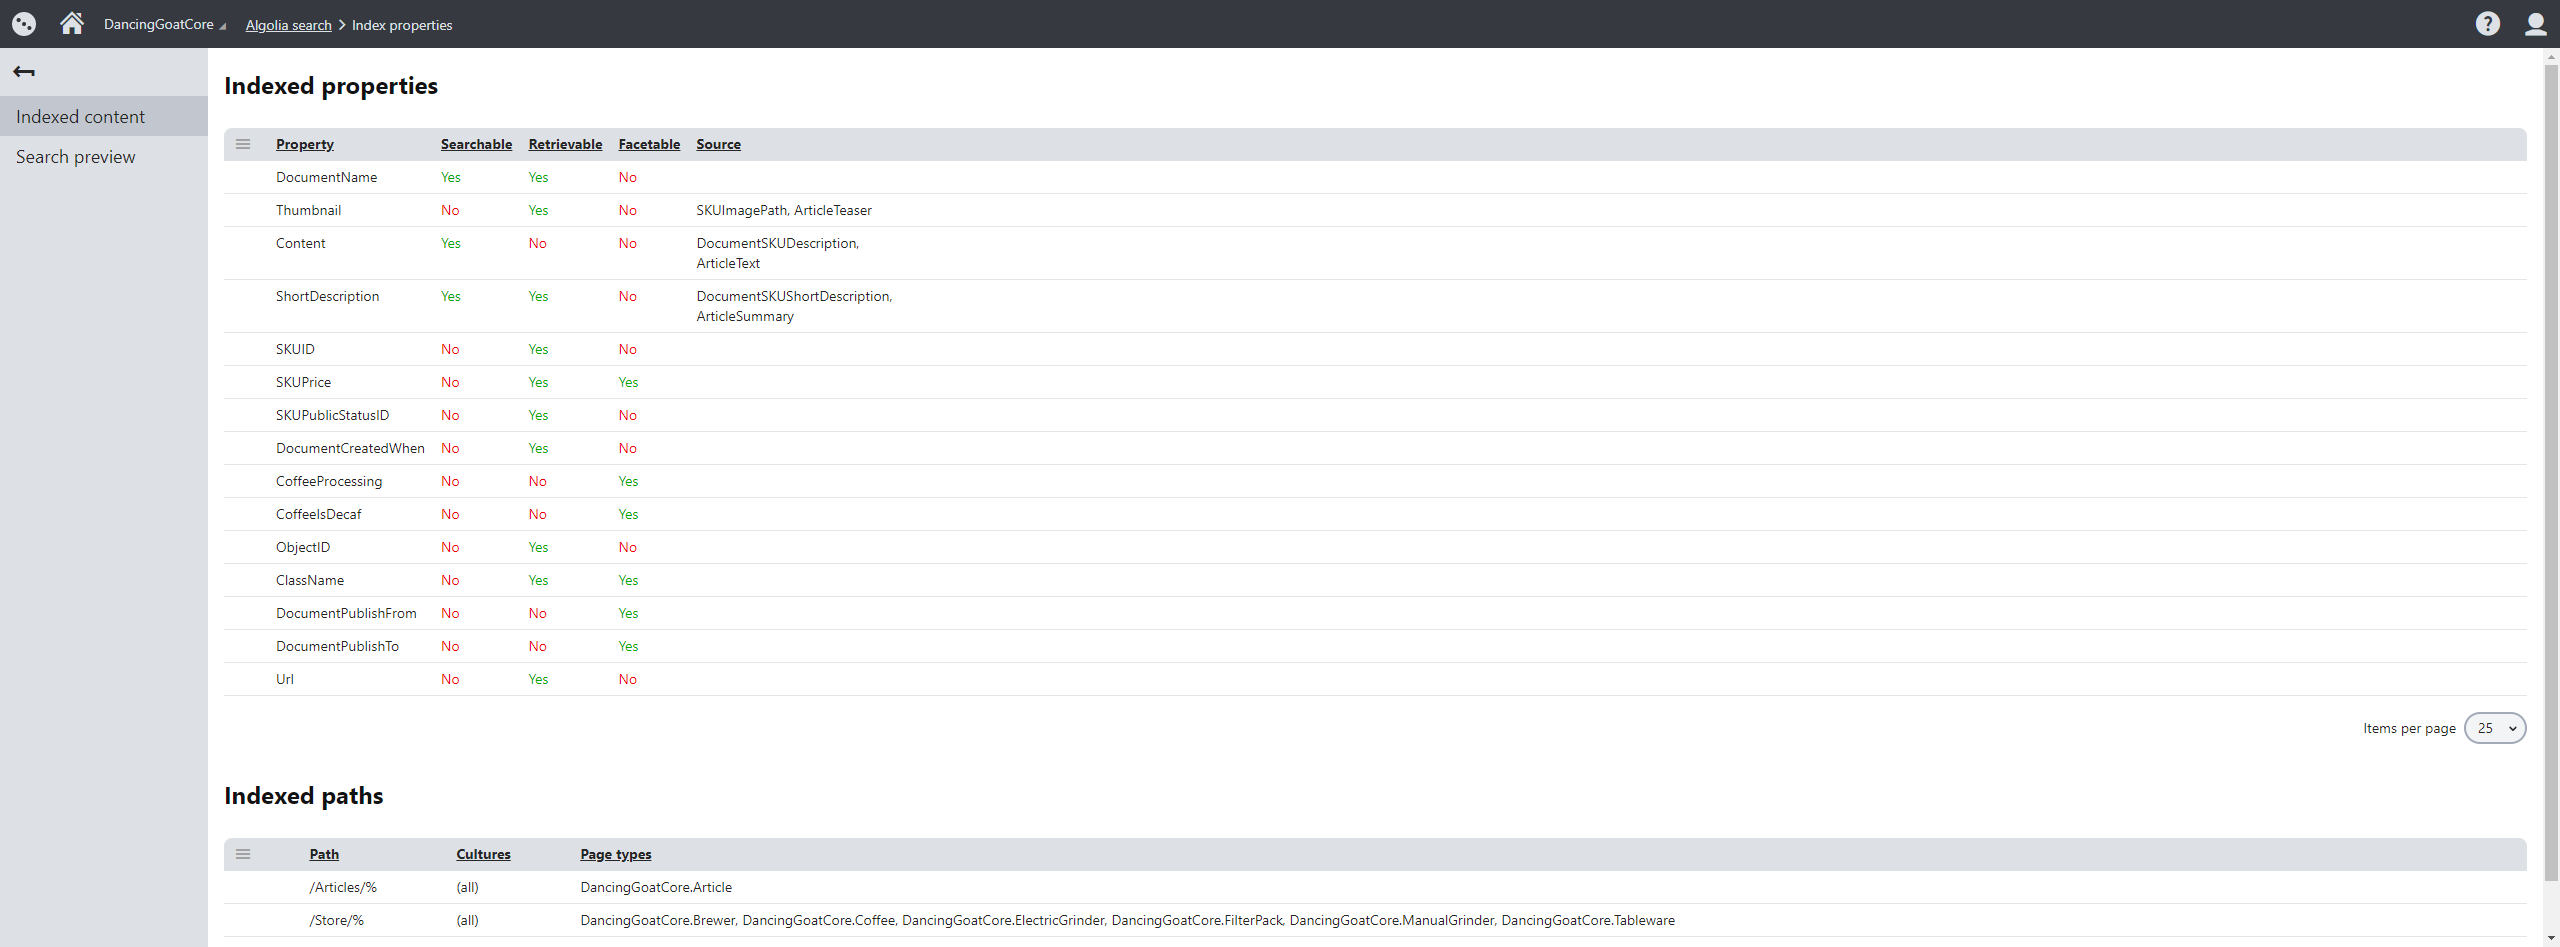 DancingGoatCore Algolia search Index properties
Indexed content
Search preview
Indexed properties
Property Searchable Retrievable Facetable Source
DocumentName Yes Yes No
Thumbnail No Yes No SKUImagePath, ArticleTeaser
Content Yes No No DocumentSKUDescription,
ArticleText
ShortDescription Yes Yes No DocumentSKUShortDescription,
ArticleSummary
SKUID No Yes No
SKUPrice No Yes Yes
SKUPublicStatusID No Yes No
DocumentCreatedWhen No Yes No
CoffeeProcessing No No Yes
CoffeeIsDecaf No No Yes
ObjectID No Yes No
ClassName No Yes Yes
DocumentPublishFrom No No Yes
DocumentPublishTo No No Yes
Url No Yes No
Items per page 25
Indexed paths
Path Cultures Page types
/Articles/% (all) DancingGoatCore.Article
/Store/% (all) DancingGoatCore.Brewer, DancingGoatCore.Coffee, DancingGoatCore.ElectricGrinder, DancingGoatCore.FilterPack, DancingGoatCore.ManualGrinder, DancingGoatCore.Tableware